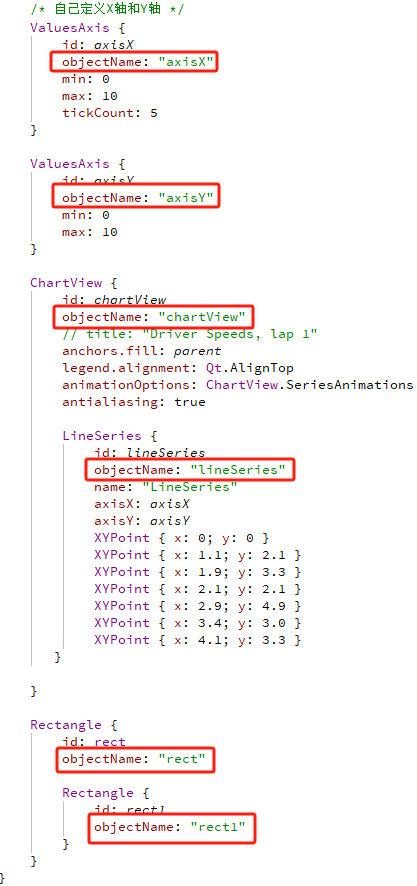 /* 自己定义X轴和Y轴 */
ValuesAxis {
id: axisX
objectName: "axisX"
min: 0
max: 10
tickCount: 5
}
ValuesAxis {
id: axisY
objectName: "axisY"
min: 0
max: 10
}
ChartView {
id: chartView
objectName: "chartView"
// title: "Driver Speeds, lap 1"
anchors.fill: parent
legend.alignment: Qt.AlignTop
animationOptions: ChartView.SeriesAnimations
antialiasing: true
LineSeries {
id: lineSeries
objectName: "lineSeries"
name: "LineSeries"
axisX: axisX
axisY: axisY
XYPoint { x: 0; y: 0 }
XYPoint { x: 1.1; y: 2.1 }
XYPoint { x: 1.9; y: 3.3 }
XYPoint { x: 2.1; y: 2.1 }
XYPoint { x: 2.9; y: 4.9 }
XYPoint { x: 3.4; y: 3.0 }
XYPoint { x: 4.1; y: 3.3 }
}
}
Rectangle {
id: rect
objectName: "rect"
Rectangle {
id: rect1
objectName: "rect1"
}
}
}